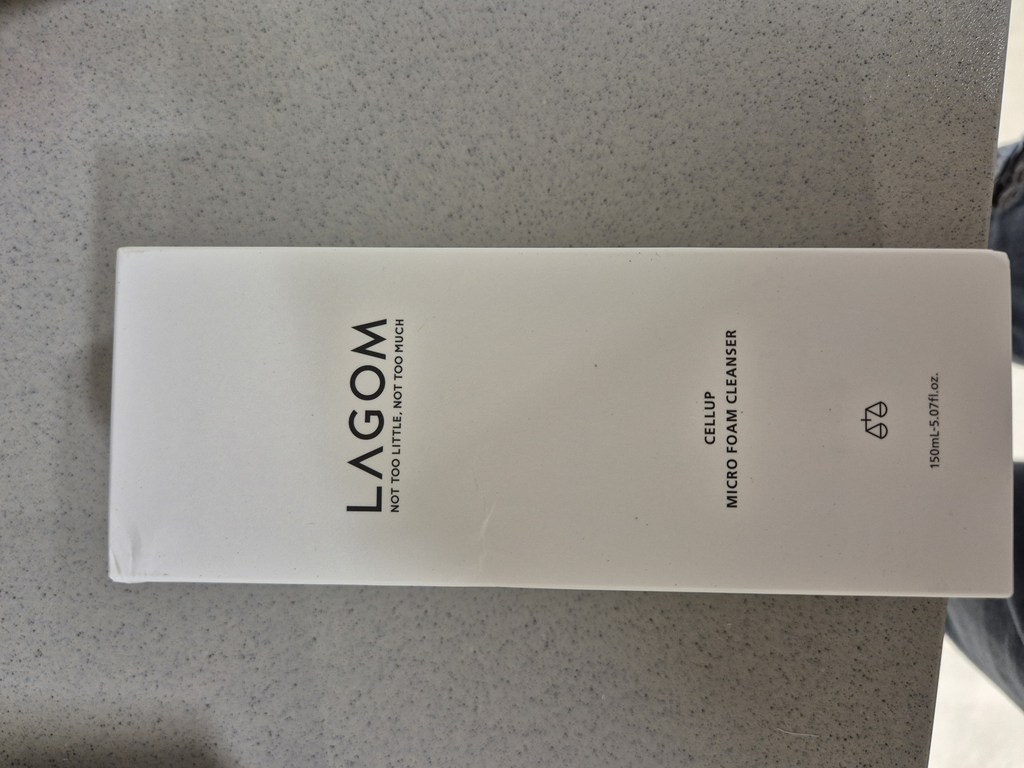 LAGOM
NOT TOO LITTLE, NOT TOO MUCH
CELLUP
MICRO FOAM CLEANSER
150mL-5.07fl.oz.